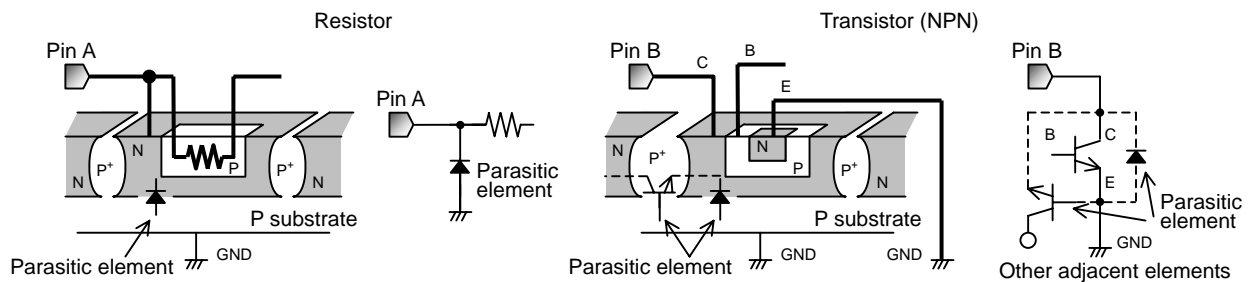 Resistor
Pin A
N
N
P+
P
P+
N
P substrate
Parasitic element
GND
Pin A
Parasitic
element
Transistor (NPN)
Pin B
C
B
E
N
N
P+
N
P
P+
N
P substrate
Parasitic element
GND
GND
Pin B
B
C
E
Parasitic
element
GND
Other adjacent elements